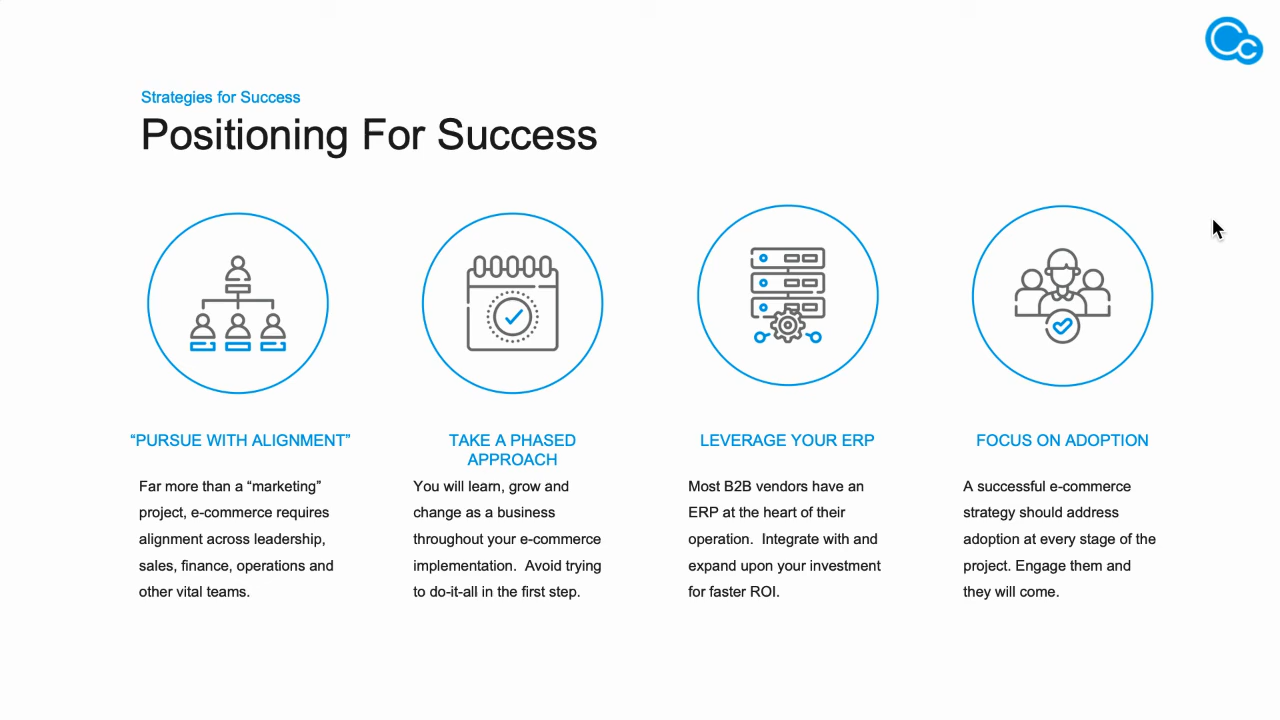 Cc
Strategies for Success
Positioning For Success
“PURSUE WITH ALIGNMENT”
Far more than a “marketing”
project, e-commerce requires
alignment across leadership,
sales, finance, operations and
other vital teams.
TAKE A PHASED
APPROACH
You will learn, grow and
change as a business
throughout your e-commerce
implementation.  Avoid trying
to do-it-all in the first step.
LEVERAGE YOUR ERP
Most B2B vendors have an
ERP at the heart of their
operation.  Integrate with and
expand upon your investment
for faster ROI.
FOCUS ON ADOPTION
A successful e-commerce
strategy should address
adoption at every stage of the
project. Engage them and
they will come.